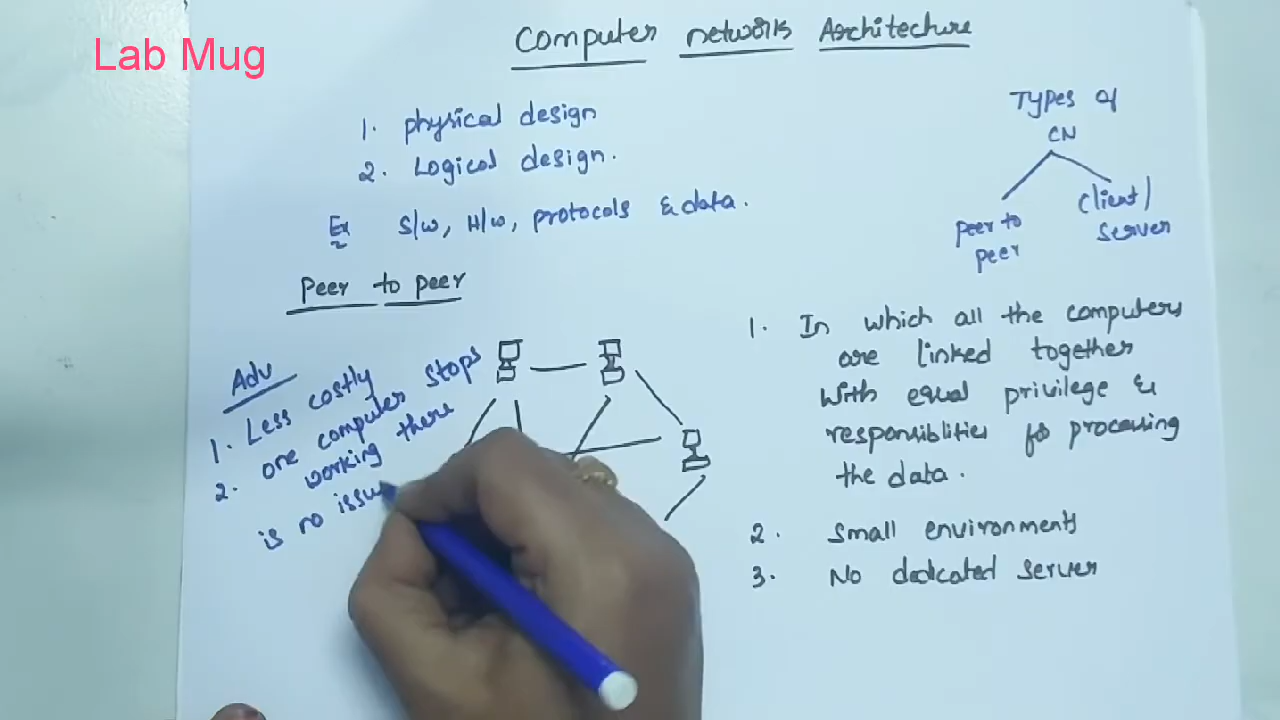 Lab Mug
Computer networks Architecture
1. physical design
2. Logical design.
Ex S/w, H/w, protocols & data.
Types of
CN
peer to
peer
client/
server
Peer to peer
Adv
1. Less costly
2. one computer stops
working there
is no issu
1. In which all the computers
are linked together
with equal privilege &
responsiblities for processing
the data.
2. Small environments
3. No dedicated server